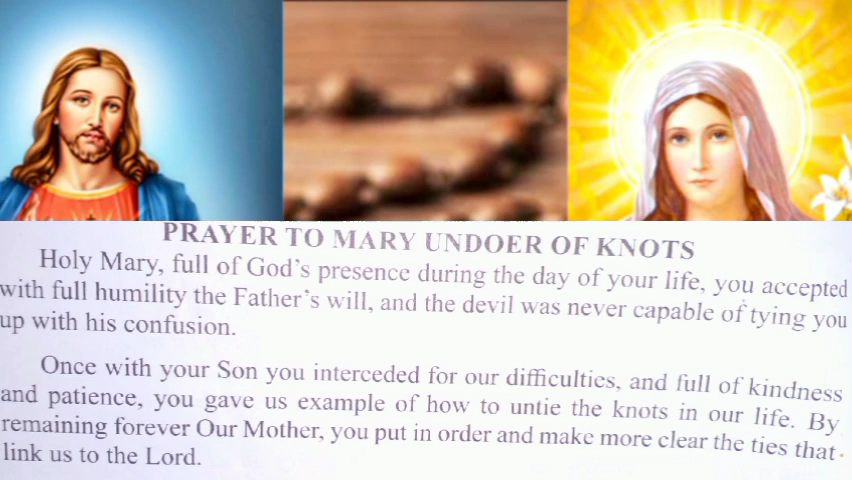 PRAYER TO MARY UNDOER OF KNOTS
Holy Mary, full of God's presence during the day of your life, you accepted
with full humility the Father's will, and the devil was never capable of tying you
up with his confusion.
Once with your Son you interceded for our difficulties, and full of kindness
and patience, you gave us example of how to untie the knots in our life. By
remaining forever Our Mother, you put in order and make more clear the ties that
link us to the Lord.